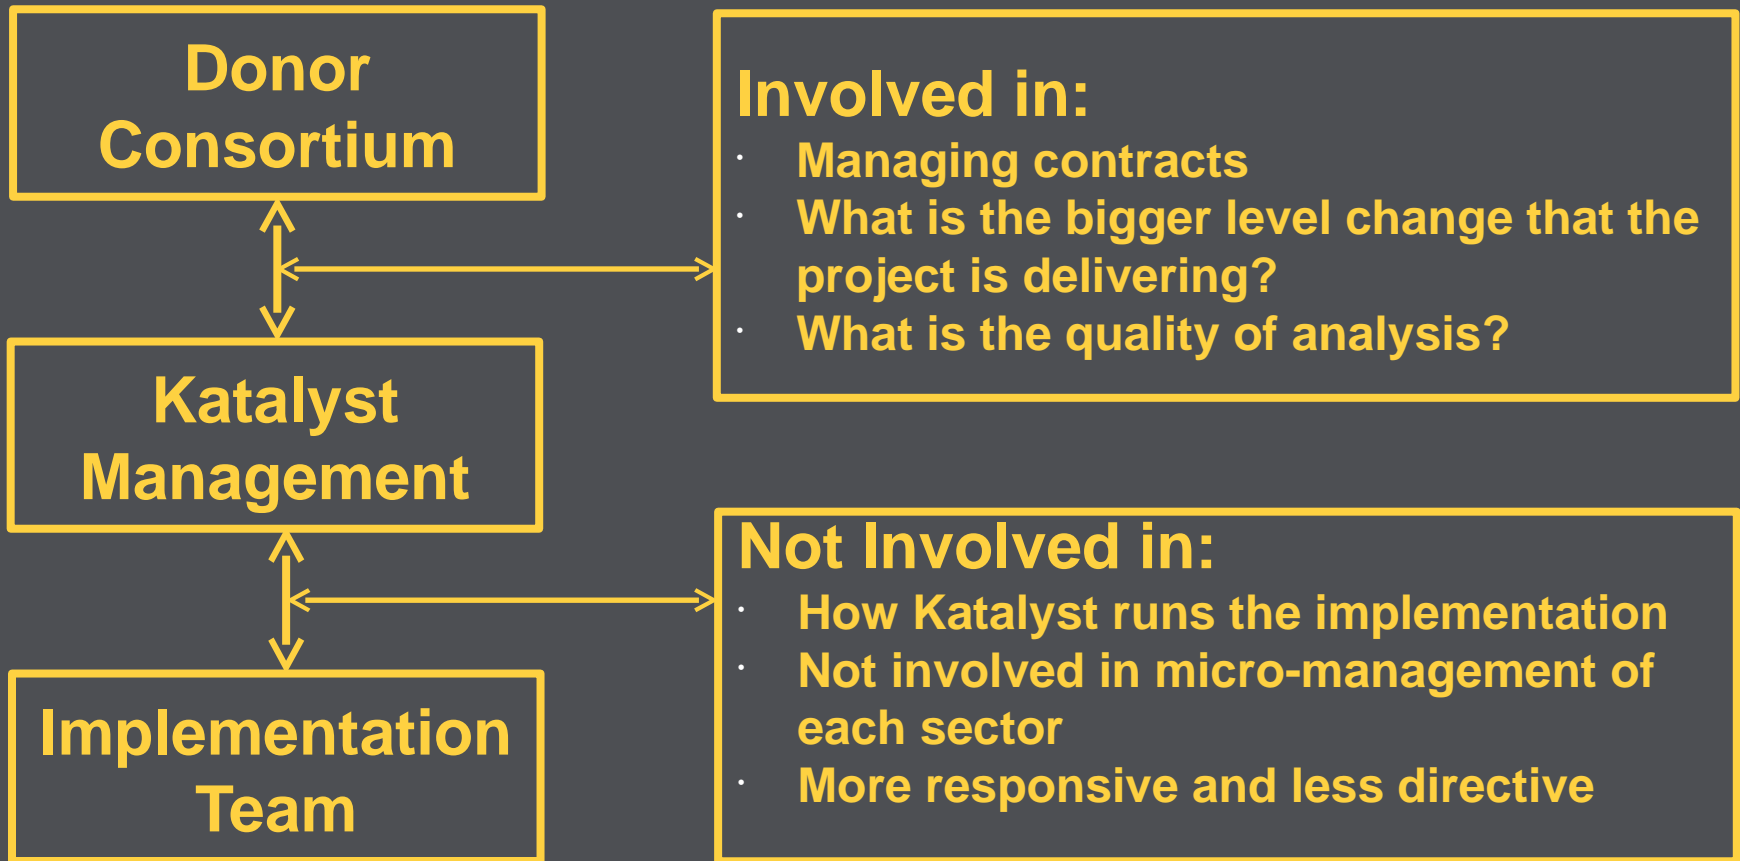 Donor
Consortium
Involved in:
· Managing contracts
· What is the bigger level change that the
project is delivering?
· What is the quality of analysis?
Katalyst
Management
Not Involved in:
· How Katalyst runs the implementation
· Not involved in micro-management of
each sector
· More responsive and less directive
Implementation
Team